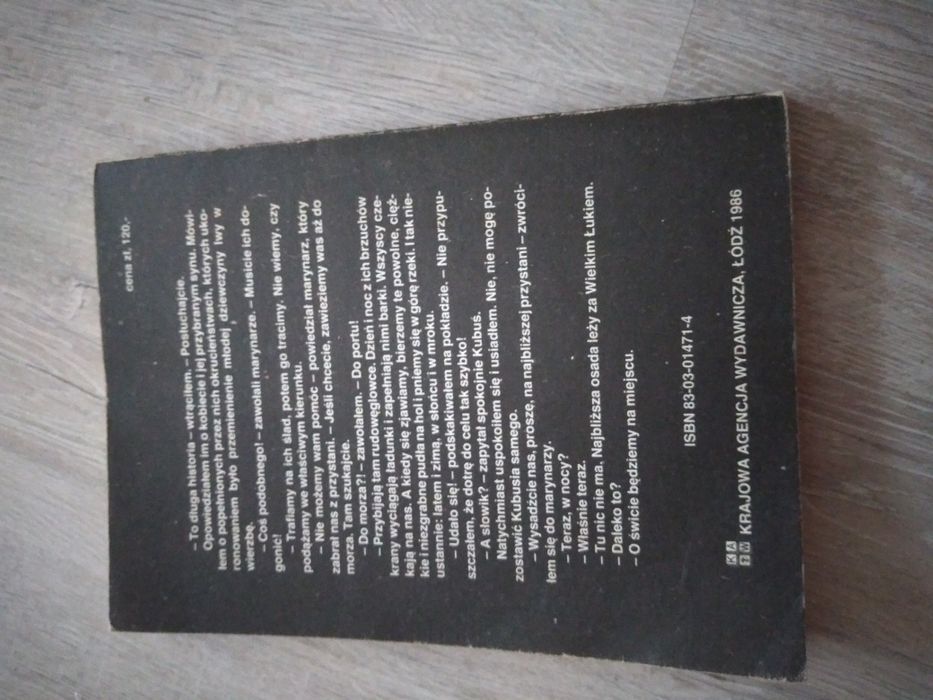 cena zł. 120,-
– To długa historia – wtrąciłem. – Posłuchajcie.
Opowiedziałem im o kobiecie i jej przybranym synu. Mówi-
łem o popełnionych przez nich okrucieństwach, których uko-
ronowaniem było przemienienie młodej dziewczyny Iwy w
wierzbę.
– Coś podobnego! – zawołali marynarze. – Musicie ich do-
gonić!
– Trafiamy na ich ślad, potem go tracimy. Nie wiemy, czy
podążamy we właściwym kierunku.
– Nie możemy wam pomóc – powiedział marynarz, który
zabrał nas z przystani. – Jeśli chcecie, zawieziemy was aż do
morza. Tam szukajcie.
– Do morza?! – zawołałem. – Do portu!
– Przybijają tam rudowęglowce. Dzień i noc z ich brzuchów
krany wyciągają ładunki i zapełniają nimi barki. Wszyscy cze-
kają na nas. A kiedy się zjawiamy, bierzemy te powolne, cięż-
kie i niezgrabne pudła na hol i pniemy się w górę rzeki. I tak nie-
ustannie: latem i zimą, w słońcu i w mroku.
– Udało się! – podskakiwałem na pokładzie. – Nie przypu-
szczałem, że dotrę do celu tak szybko!
– A słowik? – zapytał spokojnie Kubuś.
Natychmiast uspokoiłem się i usiadłem. Nie, nie mogę po-
zostawić Kubusia samego.
– Wysadźcie nas, proszę, na najbliższej przystani – zwróci-
łem się do marynarzy.
– Teraz, w nocy?
– Właśnie teraz.
– Tu nic nie ma. Najbliższa osada leży za Wielkim Łukiem.
– Daleko to?
– O świcie będziemy na miejscu.
ISBN 83-03-01471-4
KAW KRAJOWA AGENCJA WYDAWNICZA, ŁÓDŹ 1986